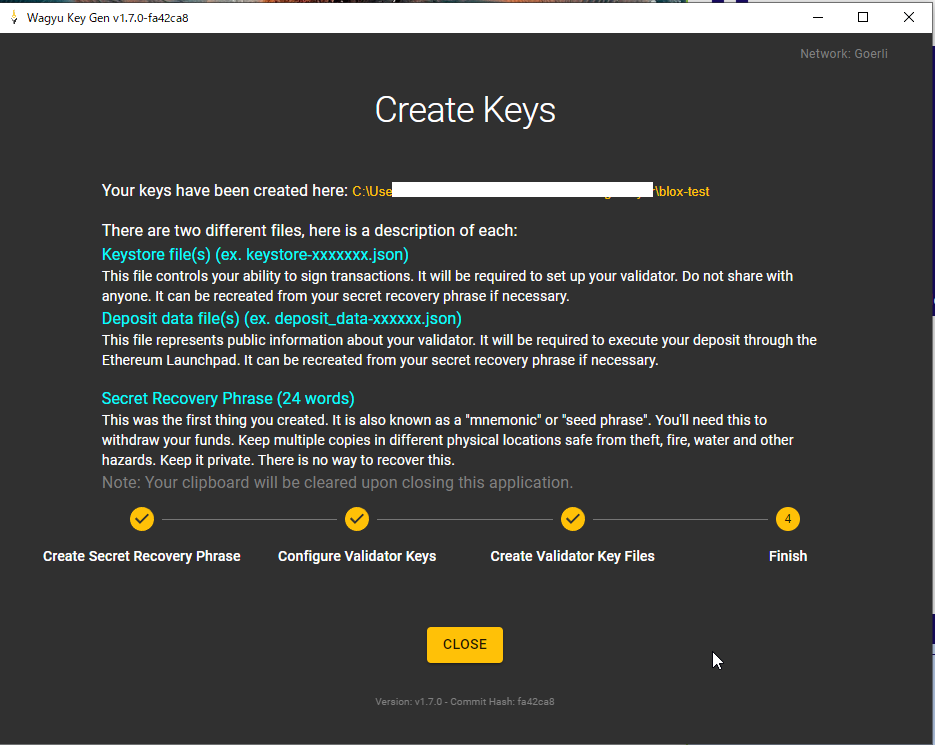 Wagyu Key Gen v1.7.0-fa42ca8
Network: Goerli
Create Keys
Your keys have been created here: C:\Use \blox-test
There are two different files, here is a description of each:
Keystore file(s) (ex. keystore-xxxxxxx.json)
This file controls your ability to sign transactions. It will be required to set up your validator. Do not share with
anyone. It can be recreated from your secret recovery phrase if necessary.
Deposit data file(s) (ex. deposit_data-xxxxxx.json)
This file represents public information about your validator. It will be required to execute your deposit through the
Ethereum Launchpad. It can be recreated from your secret recovery phrase if necessary.
Secret Recovery Phrase (24 words)
This was the first thing you created. It is also known as a "mnemonic" or "seed phrase". You'll need this to
withdraw your funds. Keep multiple copies in different physical locations safe from theft, fire, water and other
hazards. Keep it private. There is no way to recover this.
Note: Your clipboard will be cleared upon closing this application.
4
Create Secret Recovery Phrase Configure Validator Keys Create Validator Key Files Finish
CLOSE
Version: v1.7.0 - Commit Hash: fa42ca8